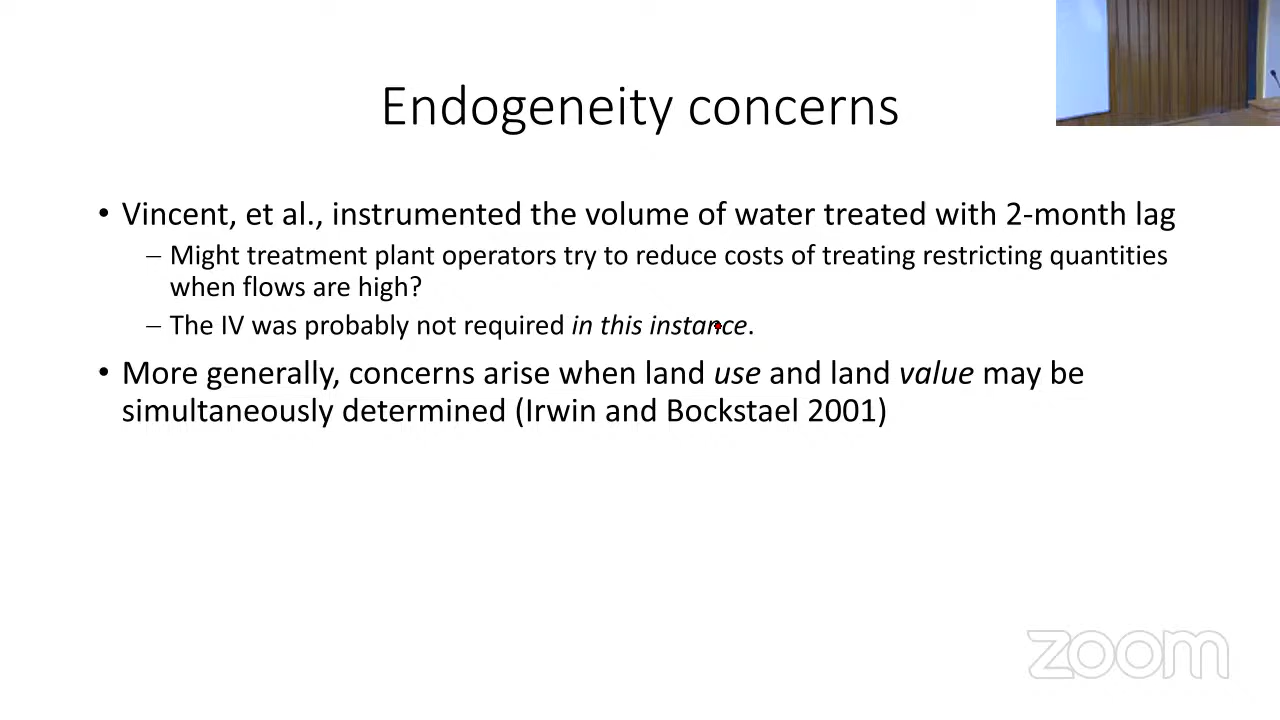 Endogeneity concerns
• Vincent, et al., instrumented the volume of water treated with 2-month lag
– Might treatment plant operators try to reduce costs of treating restricting quantities
when flows are high?
– The IV was probably not required in this instance.
• More generally, concerns arise when land use and land value may be
simultaneously determined (Irwin and Bockstael 2001)
zoom